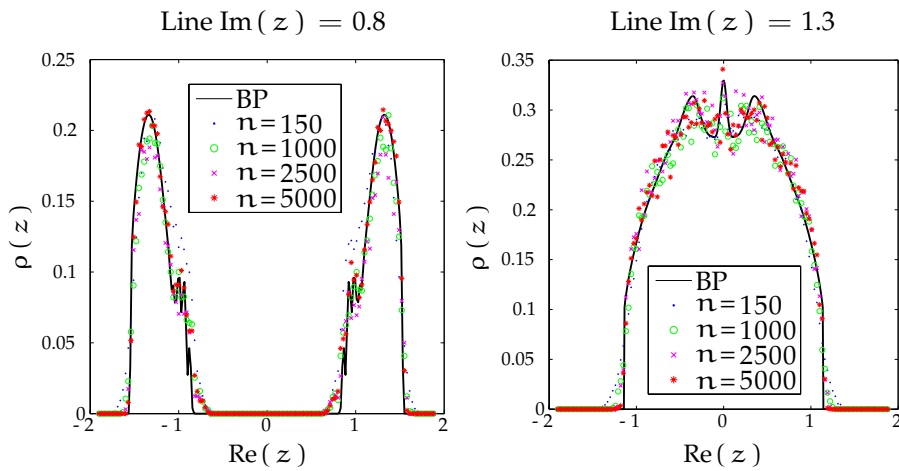 Line Im(z) = 0.8
0.25
0.2
0.15
0.1
0.05
0
-2
-1
0
1
2
ρ(z)
Re(z)
BP
n=150
n=1000
n=2500
n=5000
Line Im(z) = 1.3
0.35
0.3
0.25
0.2
0.15
0.1
0.05
0
-2
-1
0
1
2
ρ(z)
Re(z)
BP
n=150
n=1000
n=2500
n=5000